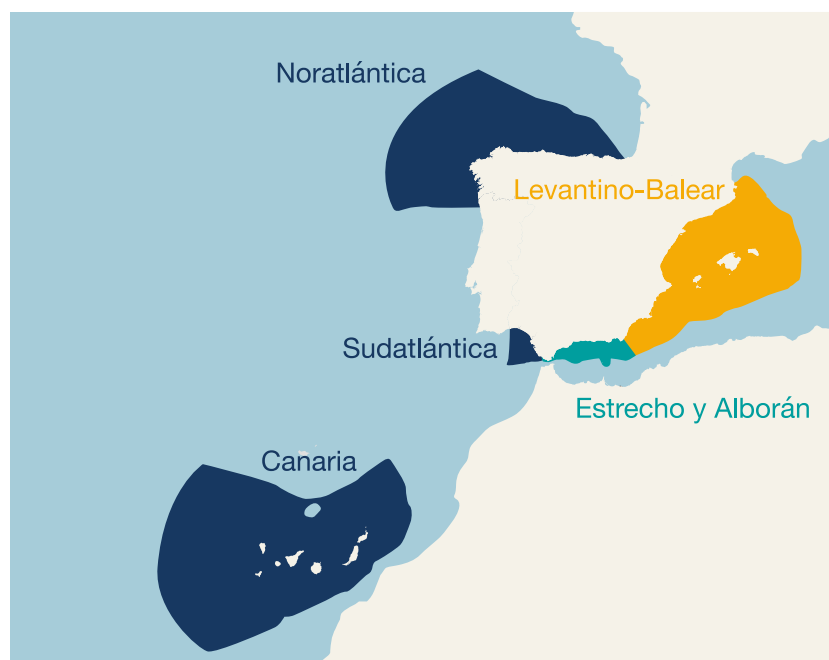 Noratlántica
Levantino-Balear
Sudatlántica
Estrecho y Alborán
Canaria